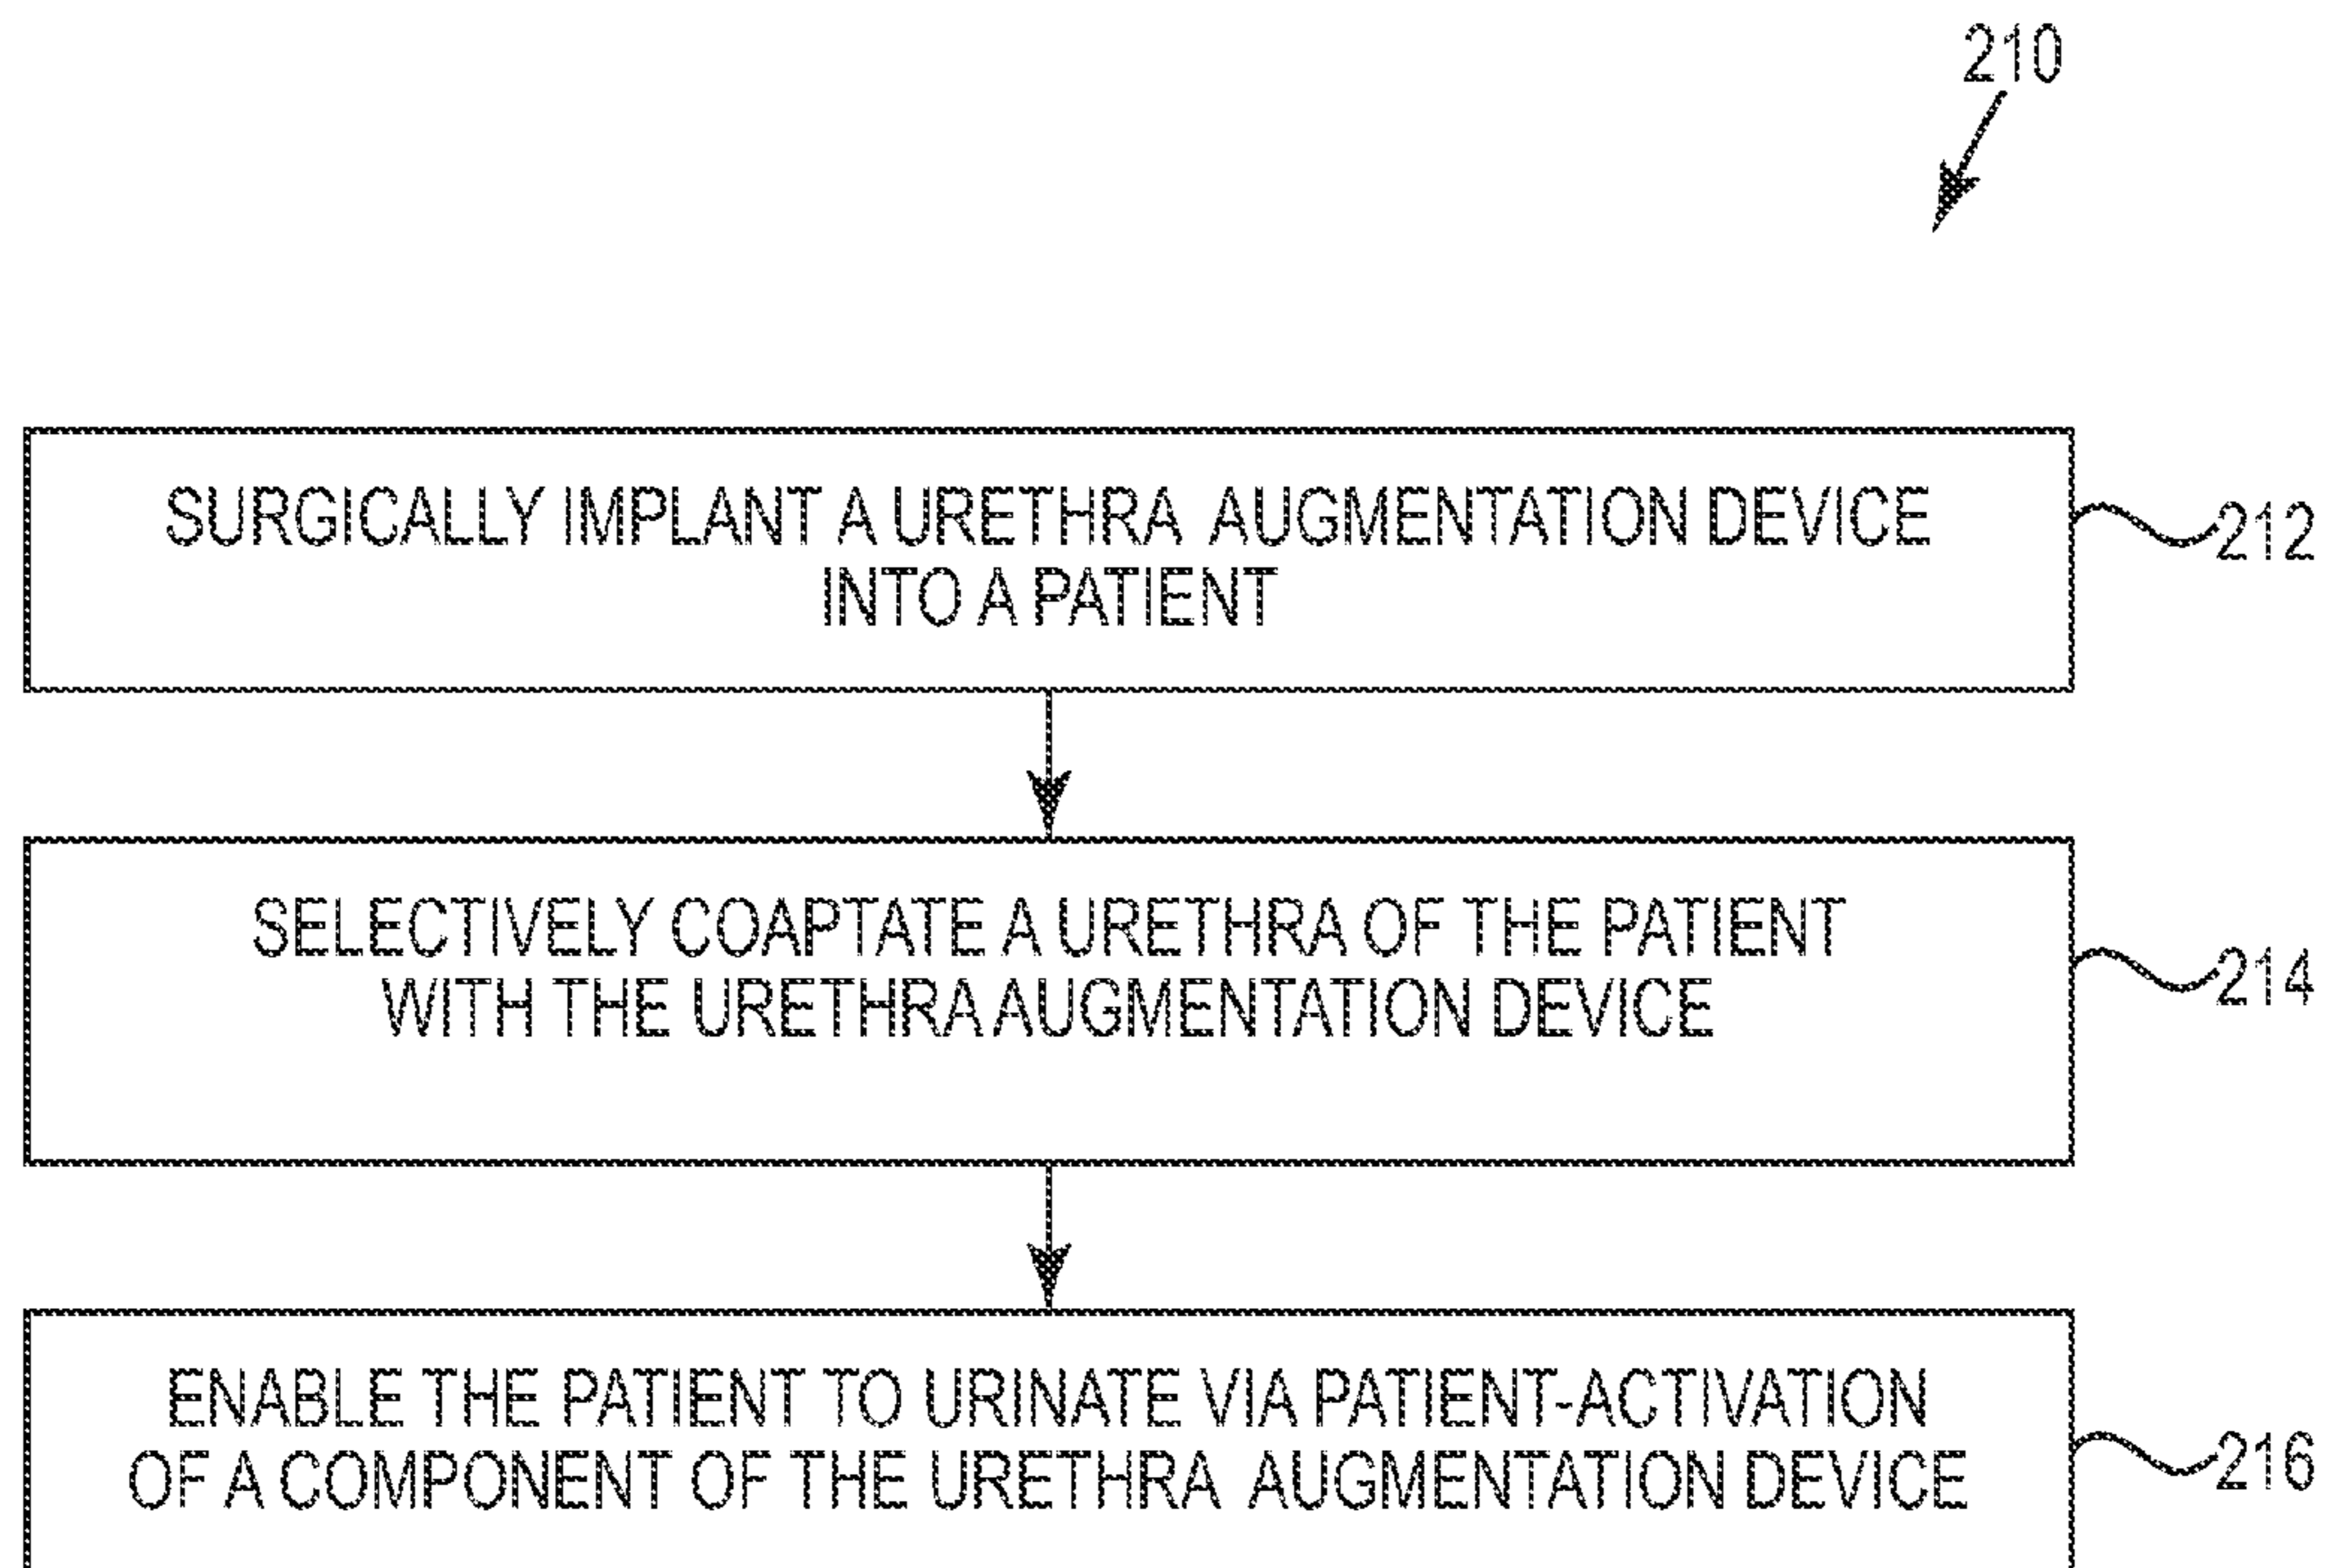 210
SURGICALLY IMPLANT A URETHRA AUGMENTATION DEVICE
INTO A PATIENT
212
SELECTIVELY COAPTATE A URETHRA OF THE PATIENT
WITH THE URETHRA AUGMENTATION DEVICE
214
ENABLE THE PATIENT TO URINATE VIA PATIENT-ACTIVATION
OF A COMPONENT OF THE URETHRA AUGMENTATION DEVICE
216